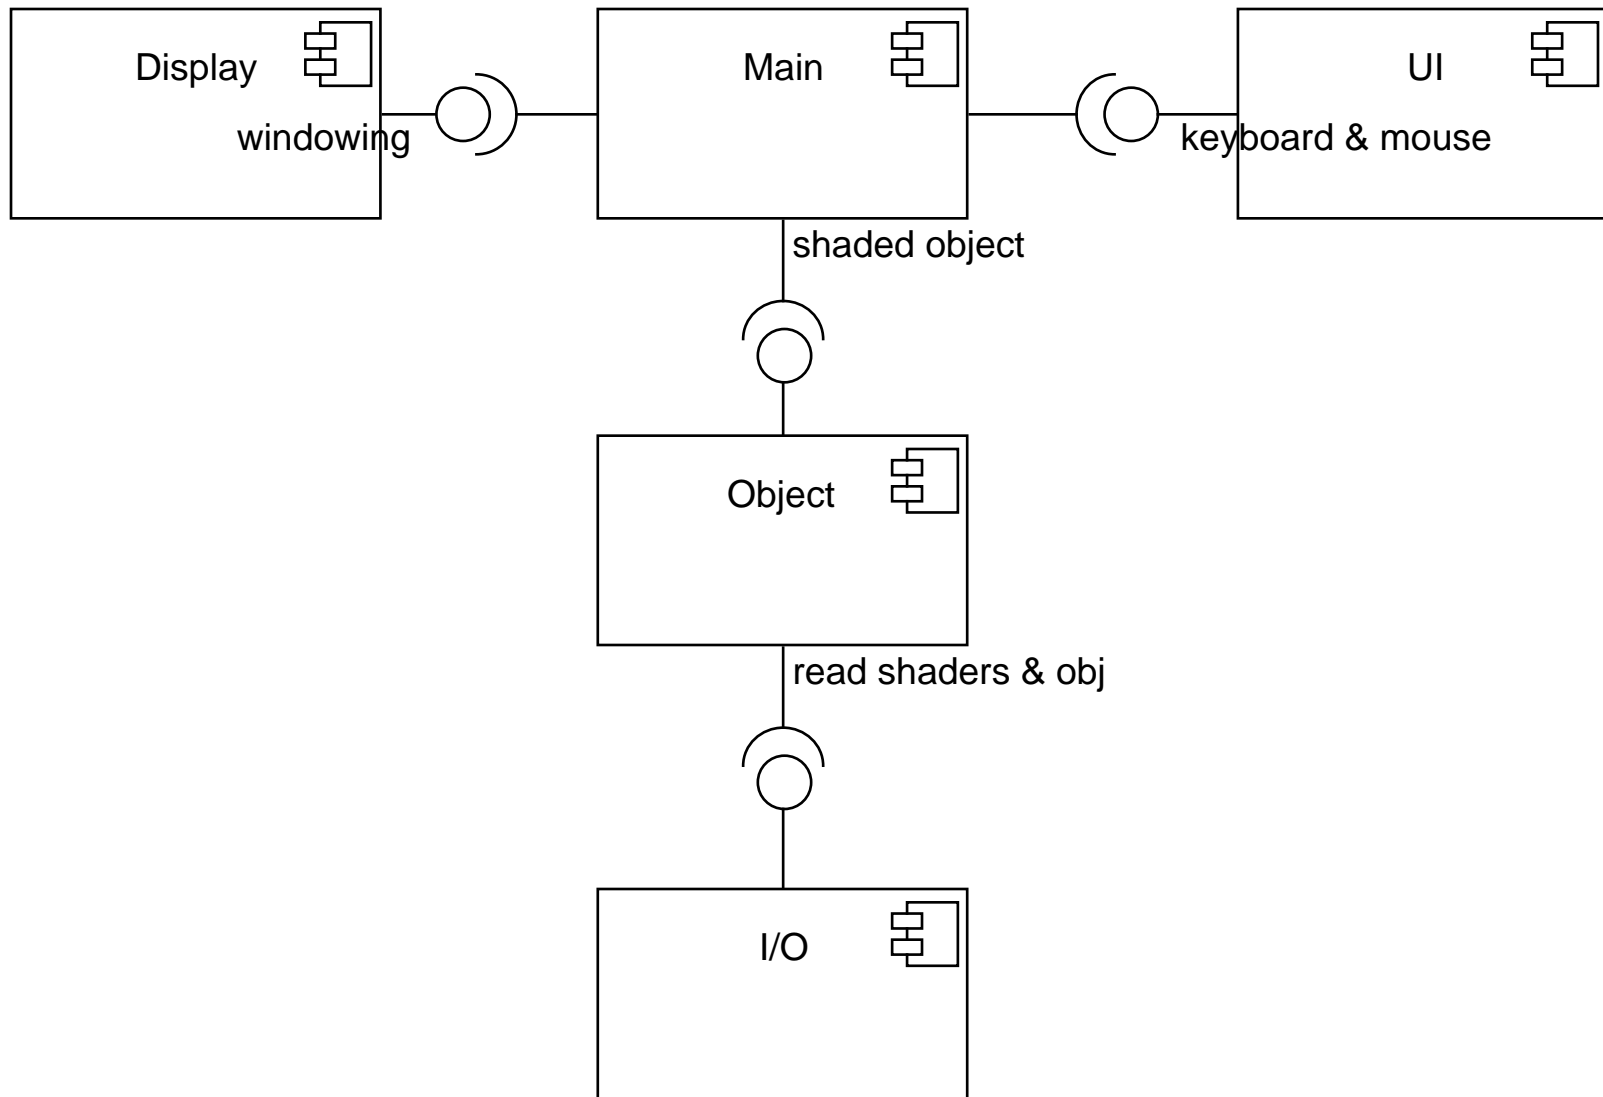 Display
Main
UI
windowing
keyboard & mouse
shaded object
Object
read shaders & obj
I/O